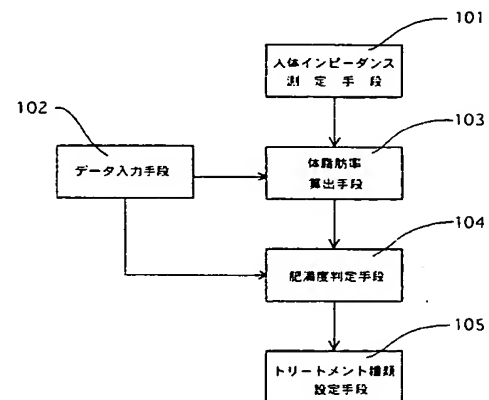 101
人体インピーダンス
測定手段
102
103
データ入力手段
体脂肪率
算出手段
104
肥満度判定手段
105
トリートメント種類
設定手段